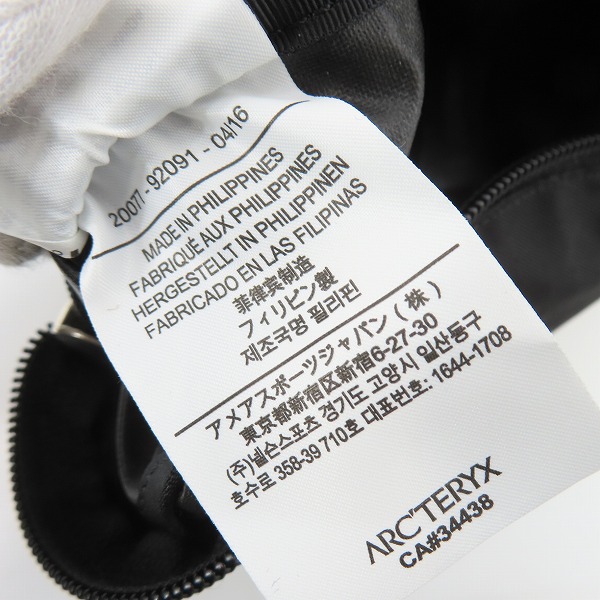 20077-92091 - 04/16
MADE IN PHILIPPINES
FABRIQUÉ AUX PHILIPPINES
HERGESTELLT IN PHILIPPINEN
FABRICADO EN LAS FILIPINAS
菲律宾制造
フィリピン製
제조국명 필리핀
アメアスポーツジャパン (株)
東京都新宿区新宿6-27-30
(주)넬슨스포츠 경기도 고양시 일산동구
호수로 358-39 710호 대표번호: 1644-1708
ARC'TERYX
CA#34438